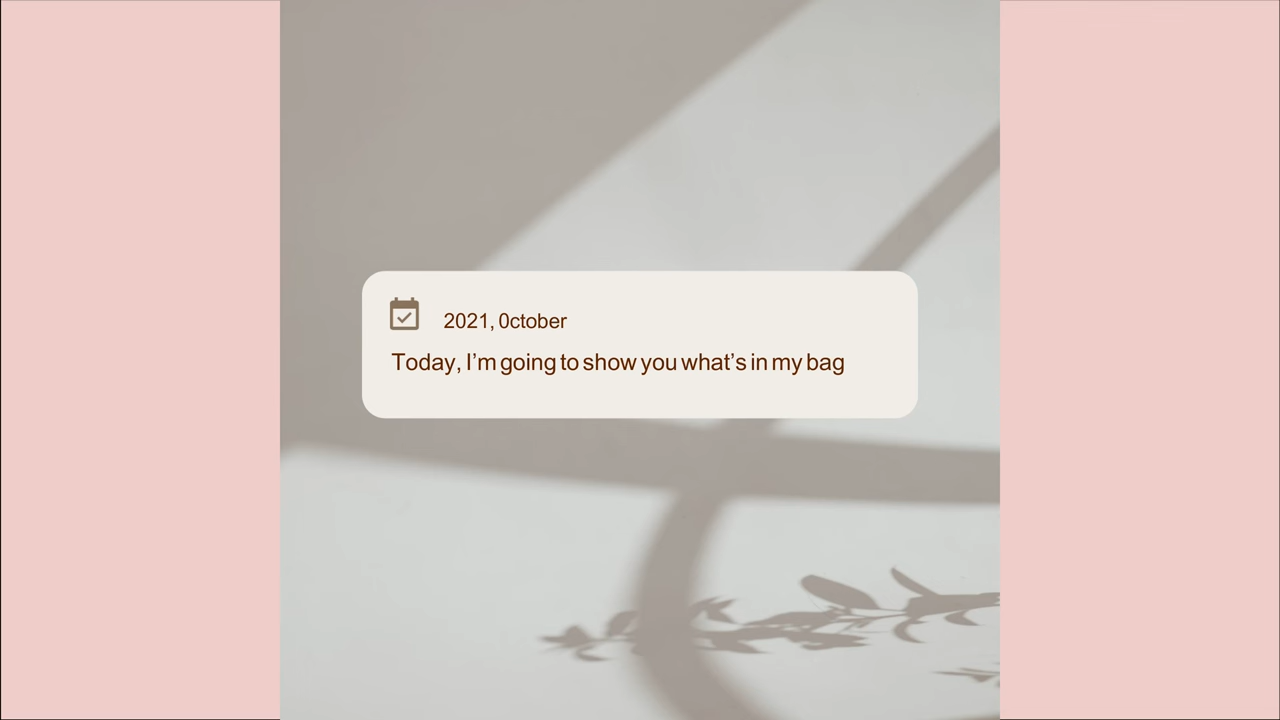 2021, 0ctober
Today, I’m going to show you what’s in my bag